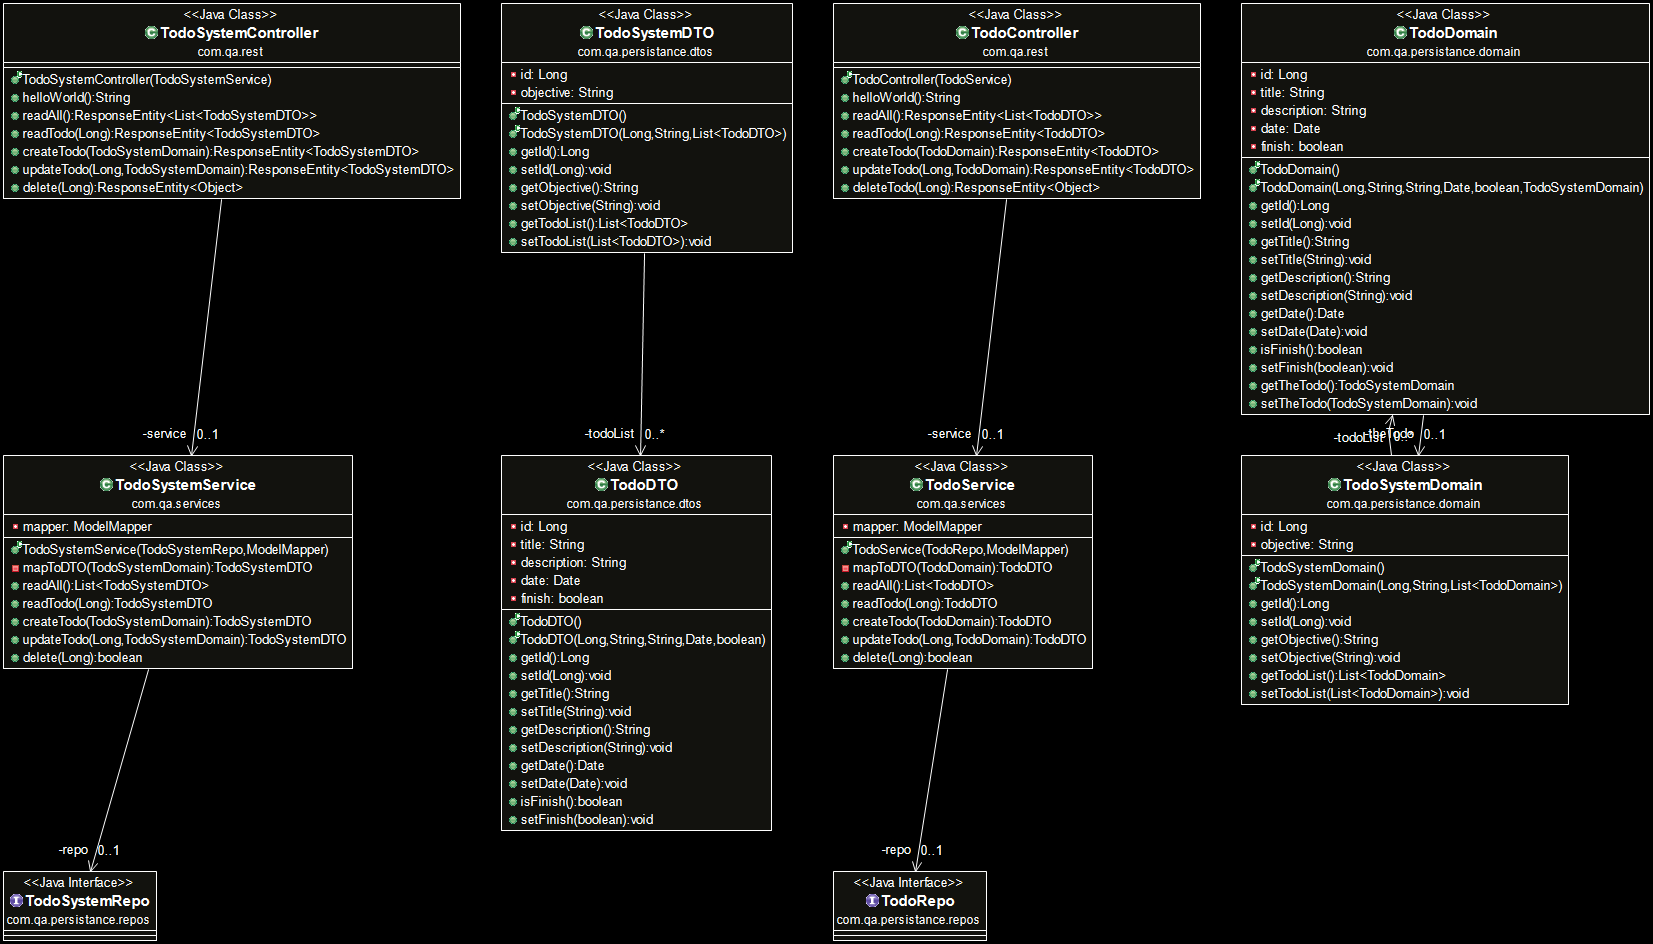 <<Java Class>>
TodoSystemController
com.qa.rest
TodoSystemController(TodoSystemService)
helloWorld():String
readAll():ResponseEntity<List<TodoSystemDTO>>
readTodo(Long):ResponseEntity<TodoSystemDTO>
createTodo(TodoSystemDomain):ResponseEntity<TodoSystemDTO>
updateTodo(Long,TodoSystemDomain):ResponseEntity<TodoSystemDTO>
delete(Long):ResponseEntity<Object>
-service 0..1
<<Java Class>>
TodoSystemService
com.qa.services
mapper: ModelMapper
TodoSystemService(TodoSystemRepo,ModelMapper)
mapToDTO(TodoSystemDomain):TodoSystemDTO
readAll():List<TodoSystemDTO>
readTodo(Long):TodoSystemDTO
createTodo(TodoSystemDomain):TodoSystemDTO
updateTodo(Long,TodoSystemDomain):TodoSystemDTO
delete(Long):boolean
-repo 0..1
<<Java Interface>>
TodoSystemRepo
com.qa.persistance.repos
<<Java Class>>
TodoSystemDTO
com.qa.persistance.dtos
id: Long
objective: String
TodoSystemDTO()
TodoSystemDTO(Long,String,List<TodoDTO>)
getId():Long
setId(Long):void
getObjective():String
setObjective(String):void
getTodoList():List<TodoDTO>
setTodoList(List<TodoDTO>):void
-todoList 0..*
<<Java Class>>
TodoDTO
com.qa.persistance.dtos
id: Long
title: String
description: String
date: Date
finish: boolean
TodoDTO()
TodoDTO(Long,String,String,Date,boolean)
getId():Long
setId(Long):void
getTitle():String
setTitle(String):void
getDescription():String
setDescription(String):void
getDate():Date
setDate(Date):void
isFinish():boolean
setFinish(boolean):void
<<Java Class>>
TodoController
com.qa.rest
TodoController(TodoService)
helloWorld():String
readAll():ResponseEntity<List<TodoDTO>>
readTodo(Long):ResponseEntity<TodoDTO>
createTodo(TodoDomain):ResponseEntity<TodoDTO>
updateTodo(Long,TodoDomain):ResponseEntity<TodoDTO>
deleteTodo(Long):ResponseEntity<Object>
-service 0..1
<<Java Class>>
TodoService
com.qa.services
mapper: ModelMapper
TodoService(TodoRepo,ModelMapper)
mapToDTO(TodoDomain):TodoDTO
readAll():List<TodoDTO>
readTodo(Long):TodoDTO
createTodo(TodoDomain):TodoDTO
updateTodo(Long,TodoDomain):TodoDTO
delete(Long):boolean
-repo 0..1
<<Java Interface>>
TodoRepo
com.qa.persistance.repos
<<Java Class>>
TodoDomain
com.qa.persistance.domain
id: Long
title: String
description: String
date: Date
finish: boolean
TodoDomain()
TodoDomain(Long,String,String,Date,boolean,TodoSystemDomain)
getId():Long
setId(Long):void
getTitle():String
setTitle(String):void
getDescription():String
setDescription(String):void
getDate():Date
setDate(Date):void
isFinish():boolean
setFinish(boolean):void
getTheTodo():TodoSystemDomain
setTheTodo(TodoSystemDomain):void
-theTodo 0..1
-todoList 0..*
<<Java Class>>
TodoSystemDomain
com.qa.persistance.domain
id: Long
objective: String
TodoSystemDomain()
TodoSystemDomain(Long,String,List<TodoDomain>)
getId():Long
setId(Long):void
getObjective():String
setObjective(String):void
getTodoList():List<TodoDomain>
setTodoList(List<TodoDomain>):void